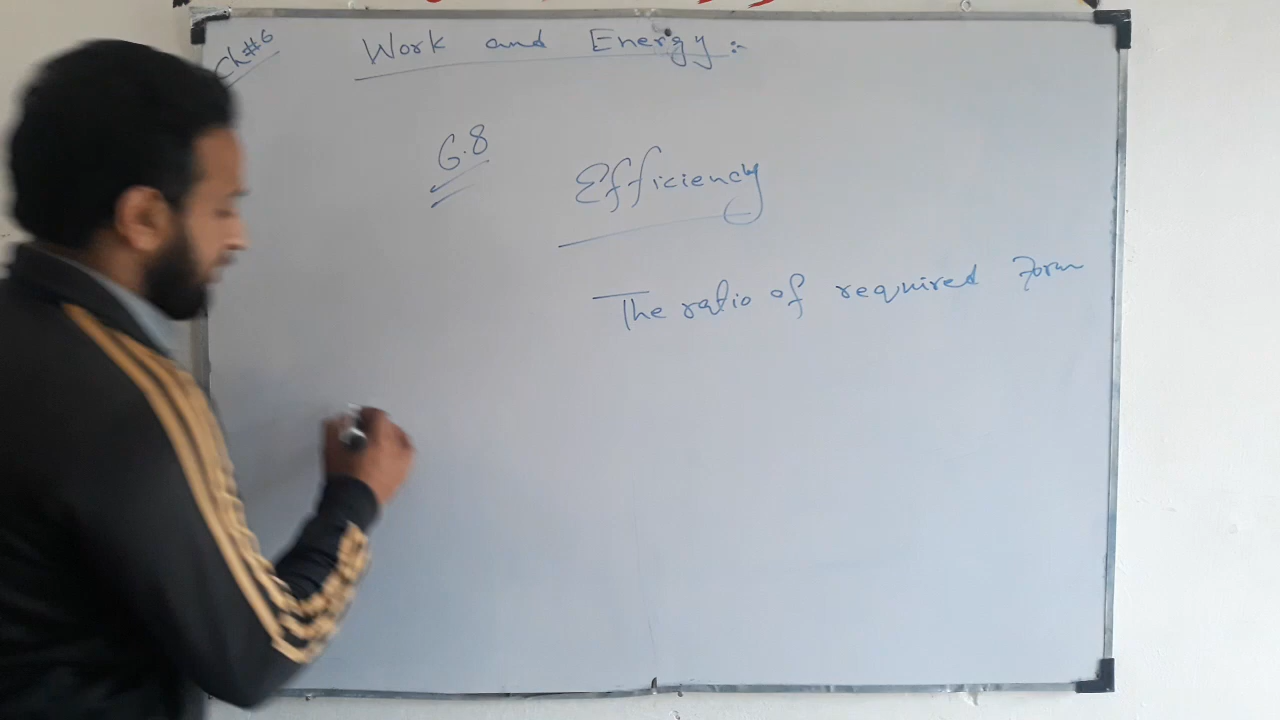 Ch#6
Work and Energy :-
6.8
Efficiency
The ratio of required Form